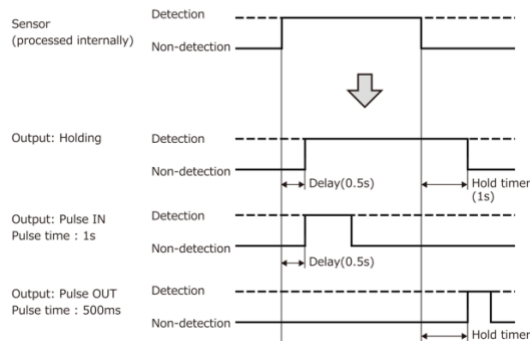 Sensor
(processed internally)
Detection
Non-detection
Output: Holding
Detection
Non-detection
Delay(0.5s)
Hold timer
(1s)
Output: Pulse IN
Pulse time : 1s
Detection
Non-detection
Delay(0.5s)
Output: Pulse OUT
Pulse time : 500ms
Detection
Non-detection
Hold timer